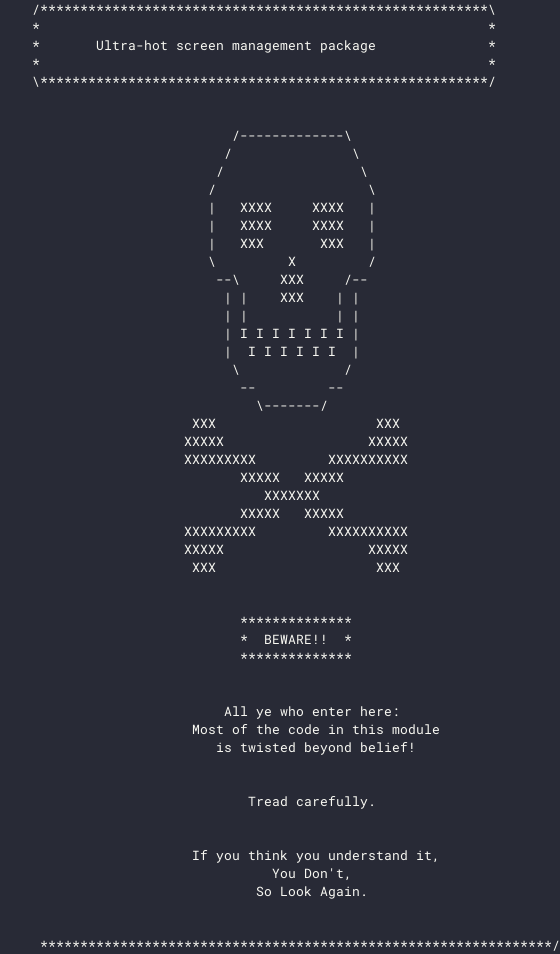 /********************************************************\
*                                                        *
*       Ultra-hot screen management package              *
*                                                        *
\********************************************************/
/-------------\
/               \
/                 \
/                   \
|   XXXX     XXXX   |
|   XXXX     XXXX   |
|   XXX       XXX   |
\         X         /
--\     XXX     /--
| |    XXX    | |
| |           | |
| I I I I I I I |
|  I I I I I I  |
\             /
--         --
\-------/
XXX                    XXX
XXXXX                  XXXXX
XXXXXXXXX         XXXXXXXXXX
XXXXX   XXXXX
XXXXXXX
XXXXX   XXXXX
XXXXXXXXX         XXXXXXXXXX
XXXXX                  XXXXX
XXX                    XXX
**************
*  BEWARE!!  *
**************
All ye who enter here:
Most of the code in this module
is twisted beyond belief!
Tread carefully.
If you think you understand it,
You Don't,
So Look Again.
****************************************************************/